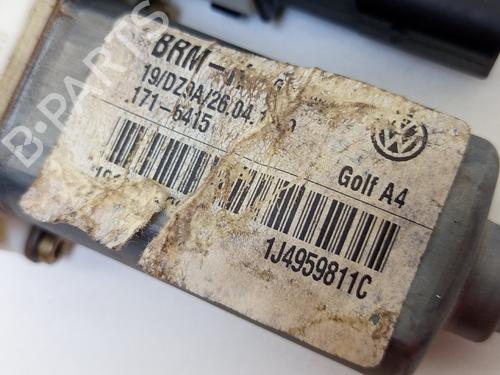 BRM-
19/DZ9A/26.04.
171-6415
Golf A4
1J4959811C
B-PARTS